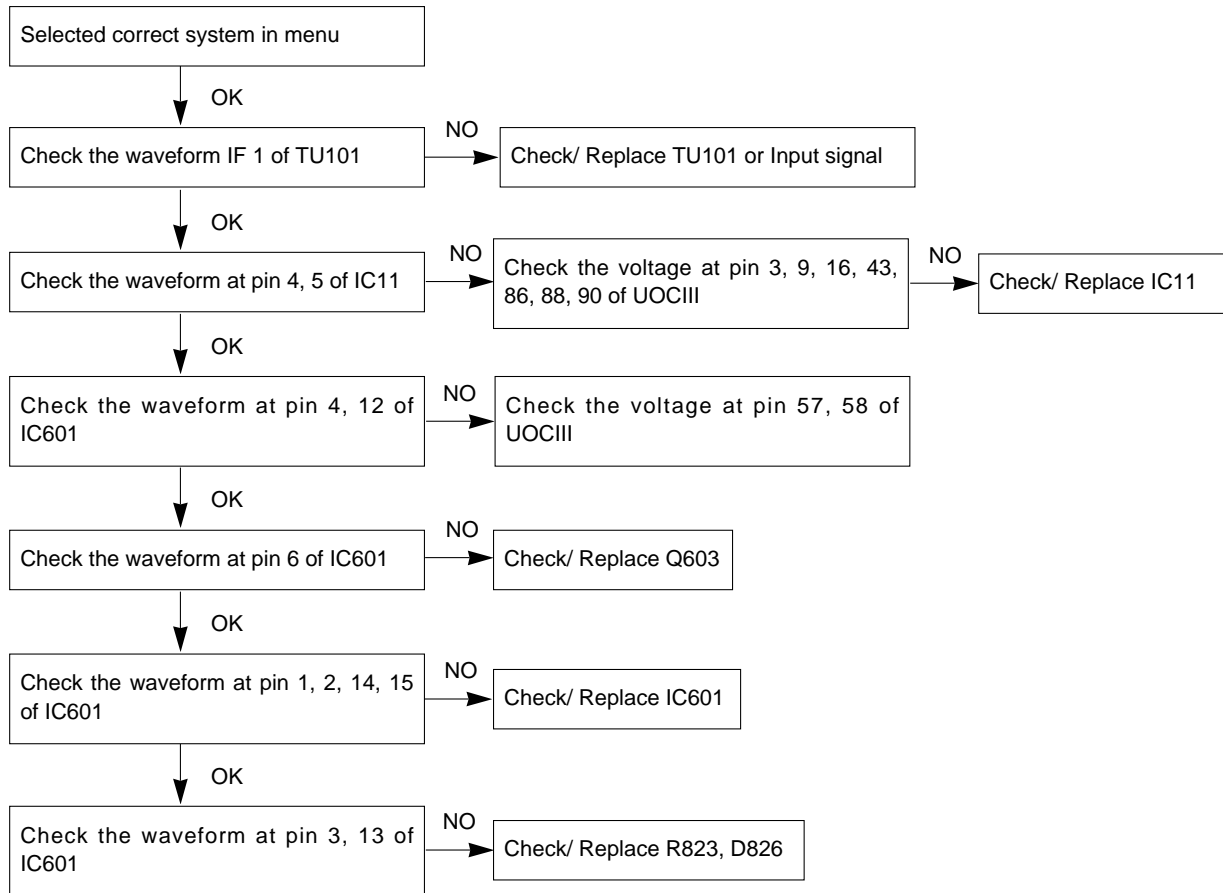 Selected correct system in menu
OK
Check the waveform IF 1 of TU101
NO
Check/ Replace TU101 or Input signal
OK
Check the waveform at pin 4, 5 of IC11
NO
Check the voltage at pin 3, 9, 16, 43,
86, 88, 90 of UOCIII
NO
Check/ Replace IC11
OK
Check the waveform at pin 4, 12 of
IC601
NO
Check the voltage at pin 57, 58 of
UOCIII
OK
Check the waveform at pin 6 of IC601
NO
Check/ Replace Q603
OK
Check the waveform at pin 1, 2, 14, 15
of IC601
NO
Check/ Replace IC601
OK
Check the waveform at pin 3, 13 of
IC601
NO
Check/ Replace R823, D826